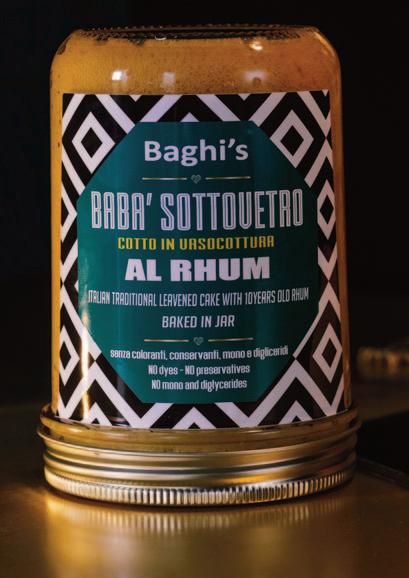 Baghi's
BABA' SOTTOVETRO
COTTO IN VASOCOTTURA
AL RHUM
ITALIAN TRADITIONAL LEAVENED CAKE WITH 10YEARS OLD RHUM
BAKED IN JAR
senza coloranti, conservanti, mono e digliceridi
NO dyes - NO preservatives
NO mono and diglycerides